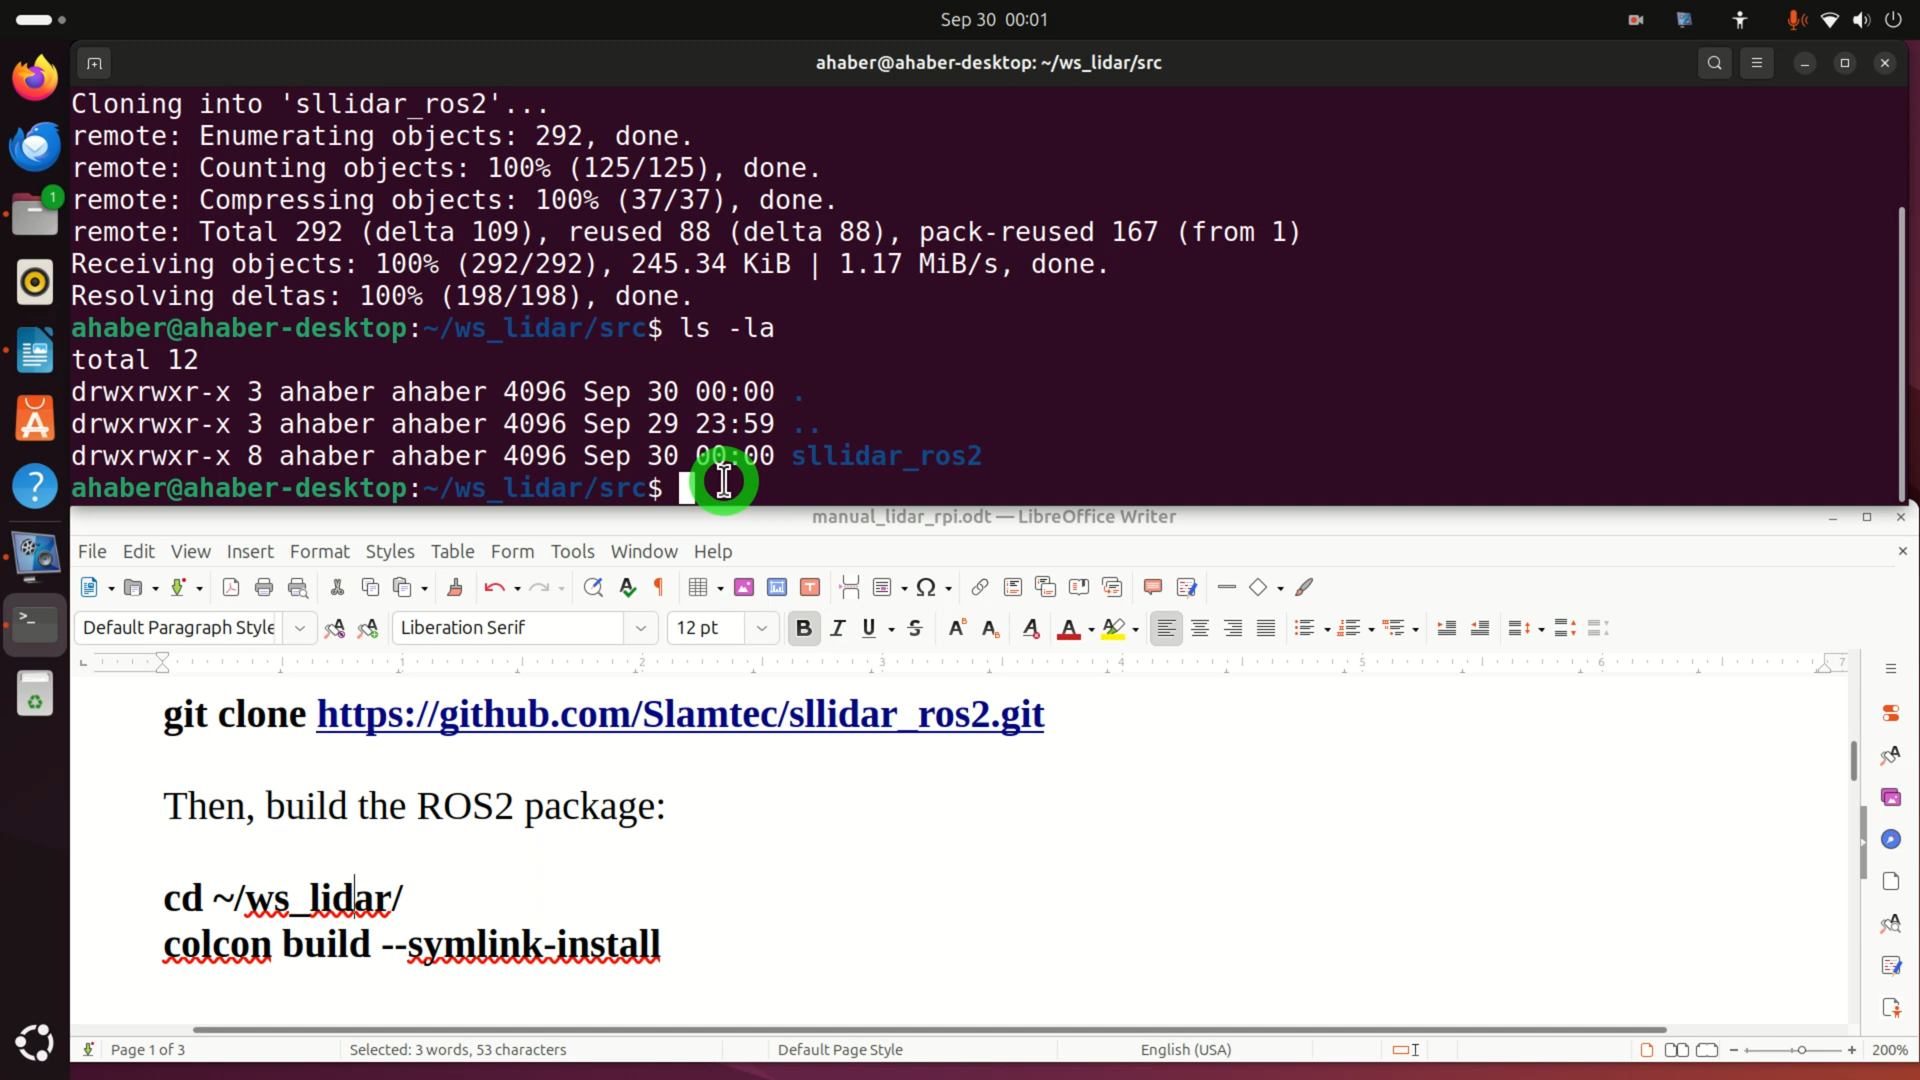 Sep 30 00:01
ahaber@ahaber-desktop: ~/ws_lidar/src
Cloning into 'sllidar_ros2'...
remote: Enumerating objects: 292, done.
remote: Counting objects: 100% (125/125), done.
remote: Compressing objects: 100% (37/37), done.
remote: Total 292 (delta 109), reused 88 (delta 88), pack-reused 167 (from 1)
Receiving objects: 100% (292/292), 245.34 KiB | 1.17 MiB/s, done.
Resolving deltas: 100% (198/198), done.
ahaber@ahaber-desktop:~/ws_lidar/src$ ls -la
total 12
drwxrwxr-x 3 ahaber ahaber 4096 Sep 30 00:00 .
drwxrwxr-x 3 ahaber ahaber 4096 Sep 29 23:59 ..
drwxrwxr-x 8 ahaber ahaber 4096 Sep 30 00:00 sllidar_ros2
ahaber@ahaber-desktop:~/ws_lidar/src$
manual_lidar_rpi.odt — LibreOffice Writer
File Edit View Insert Format Styles Table Form Tools Window Help
Default Paragraph Style Liberation Serif 12 pt
1 2 3 4 5 6 7
git clone https://github.com/Slamtec/sllidar_ros2.git
Then, build the ROS2 package:
cd ~/ws_lidar/
colcon build --symlink-install
Page 1 of 3 Selected: 3 words, 53 characters Default Page Style English (USA) 200%